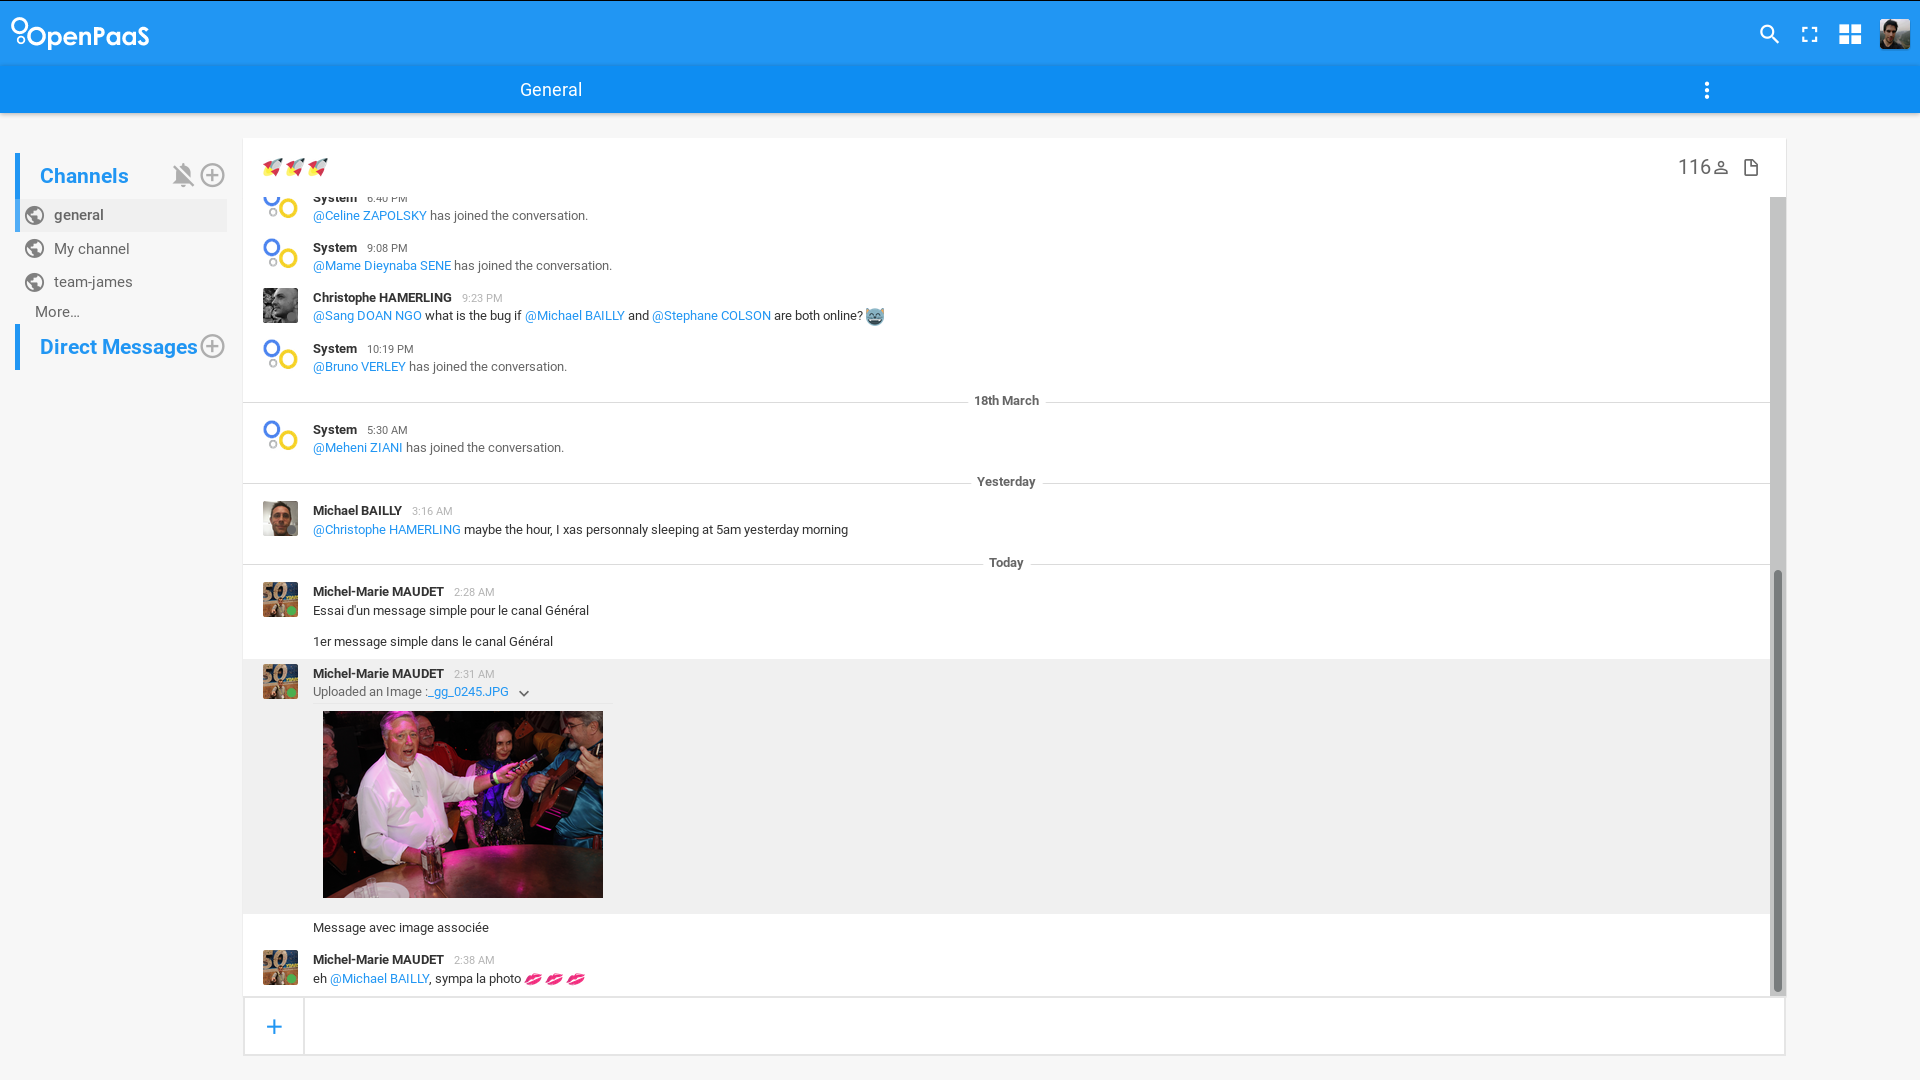 OpenPaaS
General
Channels
general
My channel
team-james
More...
Direct Messages
116
System 6:40 PM
@Celine ZAPOLSKY has joined the conversation.
System 9:08 PM
@Mame Dieynaba SENE has joined the conversation.
Christophe HAMERLING 9:23 PM
@Sang DOAN NGO what is the bug if @Michael BAILLY and @Stephane COLSON are both online?
System 10:19 PM
@Bruno VERLEY has joined the conversation.
18th March
System 5:30 AM
@Meheni ZIANI has joined the conversation.
Yesterday
Michael BAILLY 3:16 AM
@Christophe HAMERLING maybe the hour, I xas personnaly sleeping at 5am yesterday morning
Today
Michel-Marie MAUDET 2:28 AM
Essai d'un message simple pour le canal Général
1er message simple dans le canal Général
Michel-Marie MAUDET 2:31 AM
Uploaded an Image :_gg_0245.JPG
Message avec image associée
Michel-Marie MAUDET 2:38 AM
eh @Michael BAILLY, sympa la photo